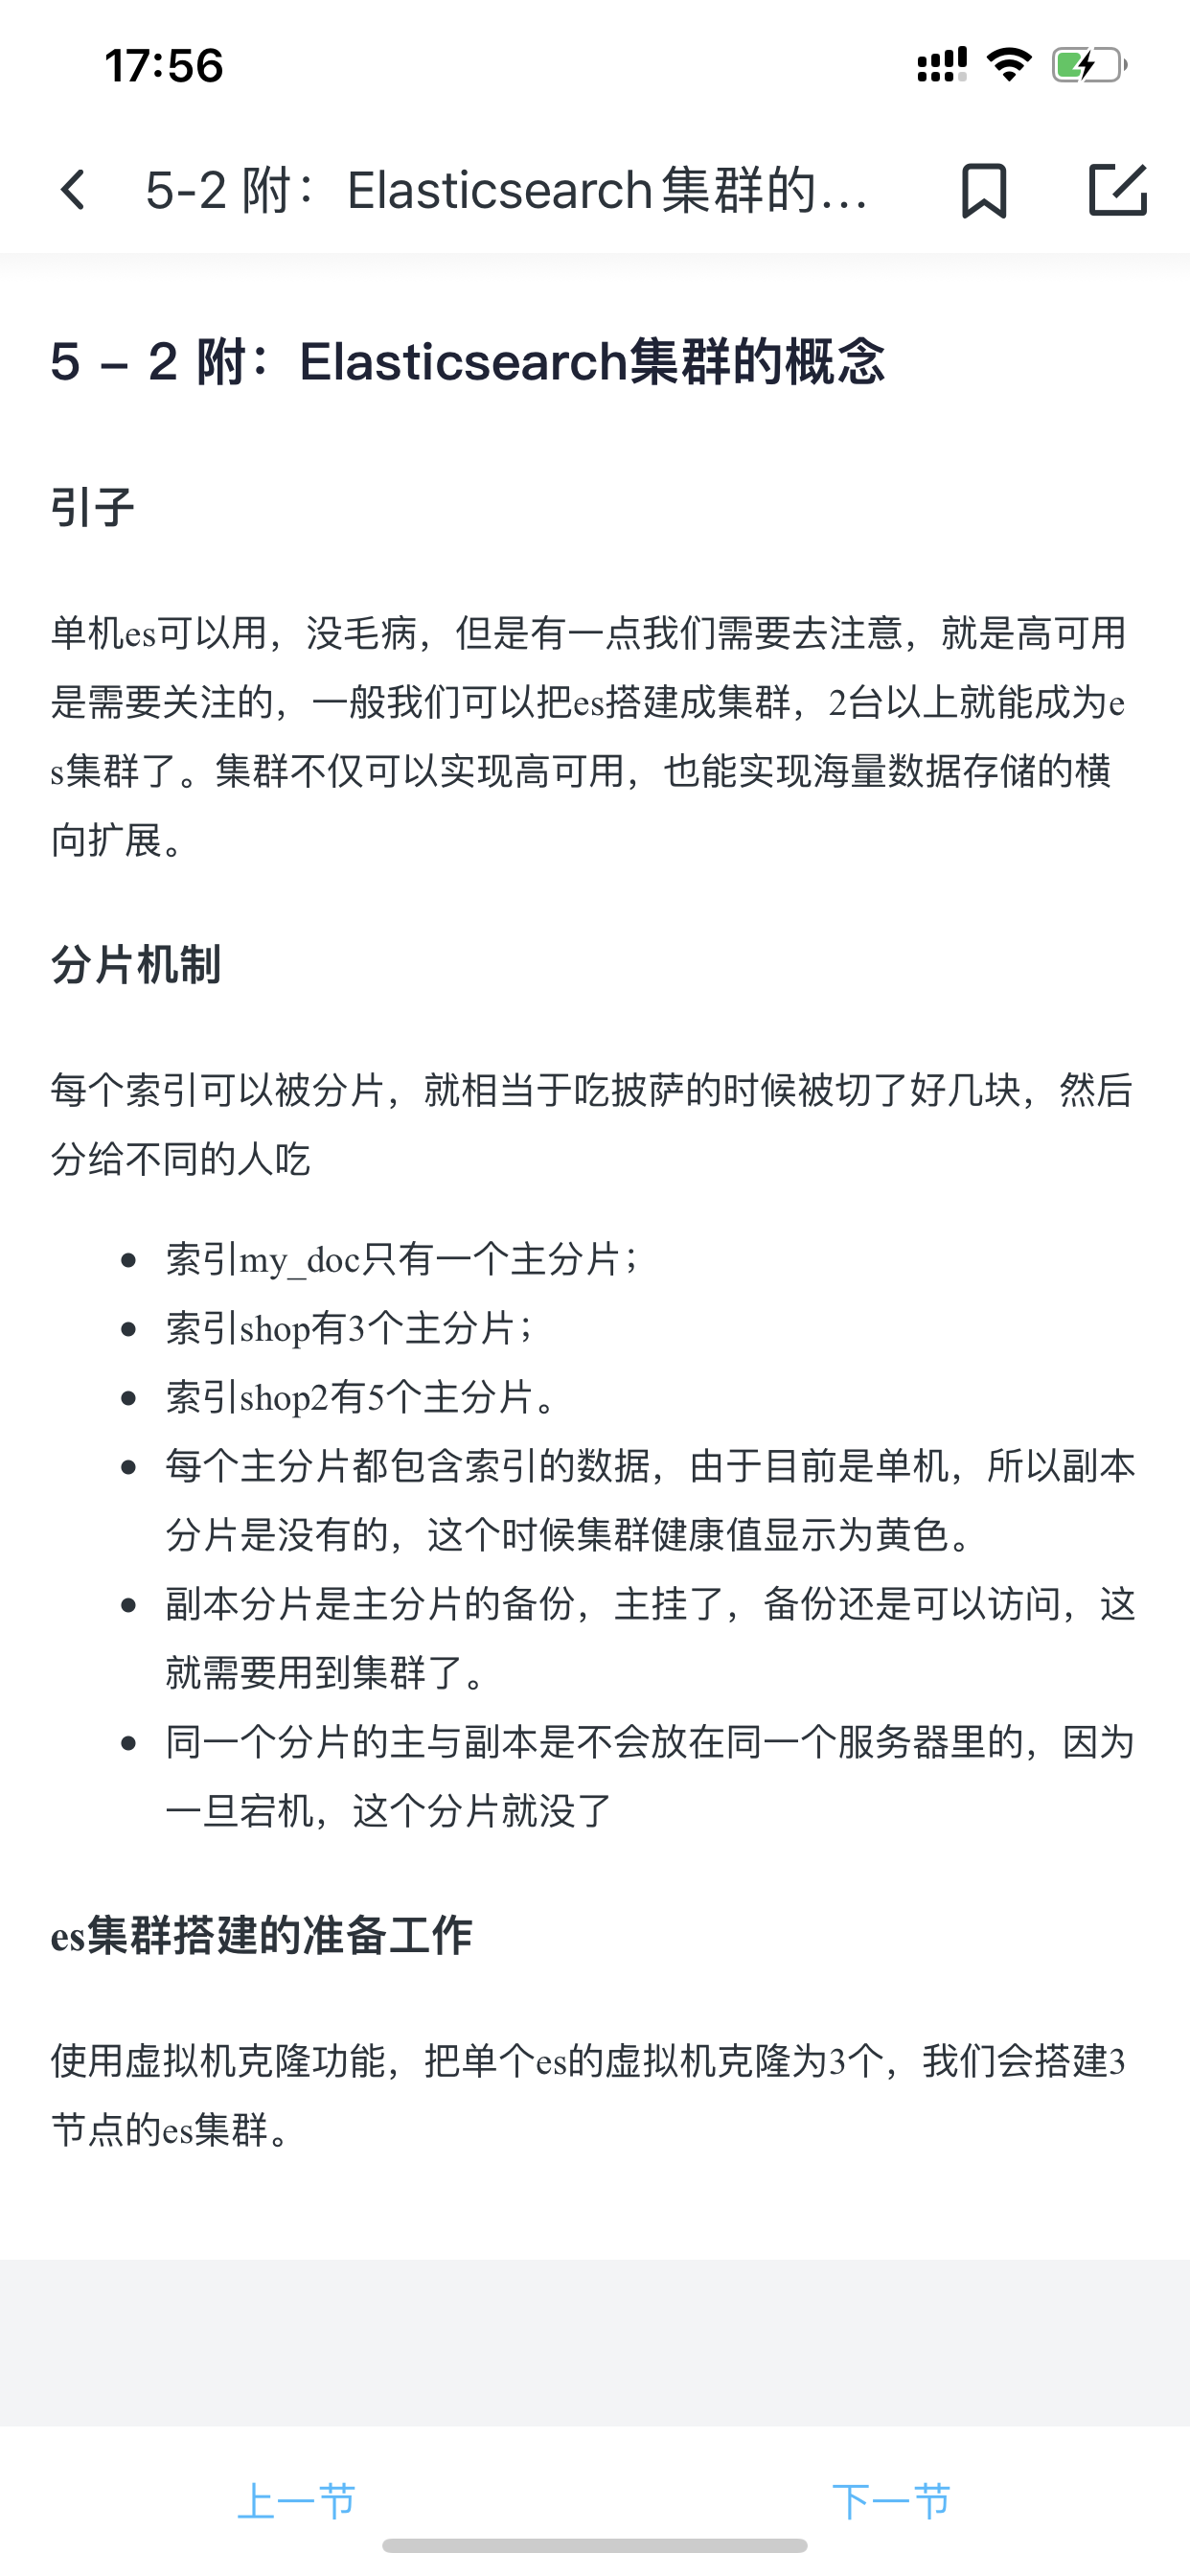 17:56
5-2 附：Elasticsearch集群的...
5 – 2 附：Elasticsearch集群的概念
引子
单机es可以用，没毛病，但是有一点我们需要去注意，就是高可用
是需要关注的，一般我们可以把es搭建成集群，2台以上就能成为e
s集群了。集群不仅可以实现高可用，也能实现海量数据存储的横
向扩展。
分片机制
每个索引可以被分片，就相当于吃披萨的时候被切了好几块，然后
分给不同的人吃
• 索引my_doc只有一个主分片；
• 索引shop有3个主分片；
• 索引shop2有5个主分片。
• 每个主分片都包含索引的数据，由于目前是单机，所以副本
分片是没有的，这个时候集群健康值显示为黄色。
• 副本分片是主分片的备份，主挂了，备份还是可以访问，这
就需要用到集群了。
• 同一个分片的主与副本是不会放在同一个服务器里的，因为
一旦宕机，这个分片就没了
es集群搭建的准备工作
使用虚拟机克隆功能，把单个es的虚拟机克隆为3个，我们会搭建3
节点的es集群。
上一节
下一节